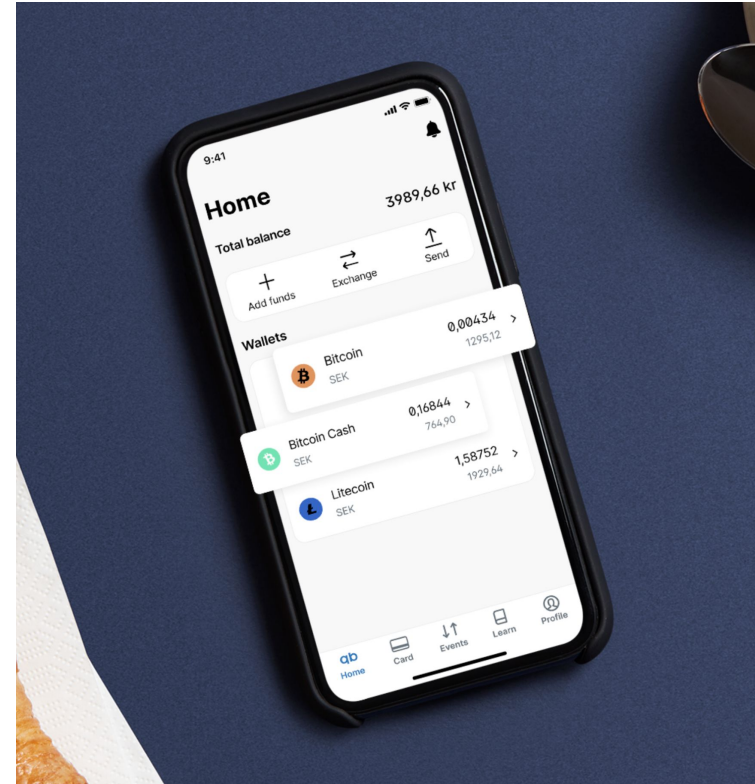 9:41
Home
Total balance 3989,66 kr
Add funds Exchange Send
Wallets
Bitcoin 0,00434
SEK 1295,12
Bitcoin Cash 0,16844
SEK 764,90
Litecoin 1,58752
SEK 1929,64
qb
Home Card Events Learn Profile